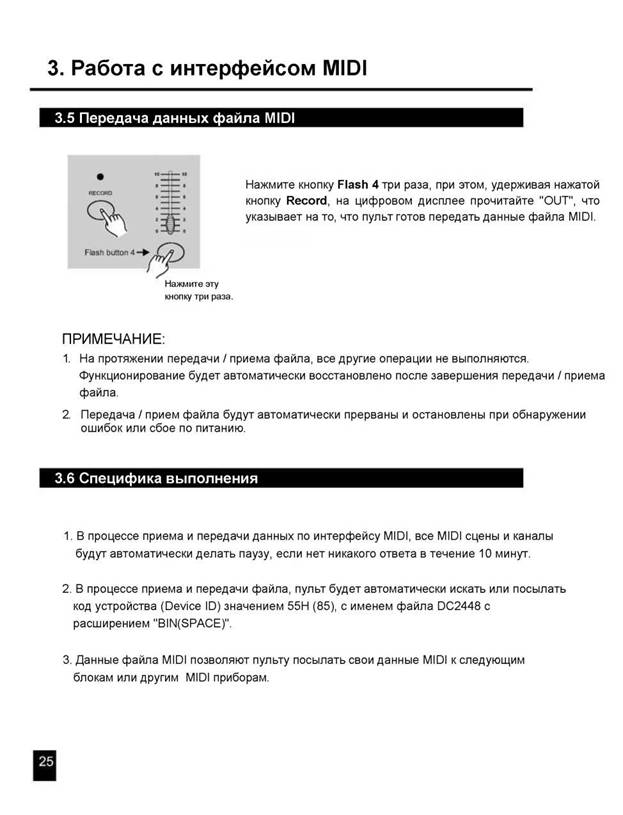 3. Работа с интерфейсом MIDI
3.5 Передача данных файла MIDI
RECORD
10 10
8 8
6 6
4 4
2 2
0 0
Flash button 4
Нажмите эту
кнопку три раза.
Нажмите кнопку Flash 4 три раза, при этом, удерживая нажатой
кнопку Record, на цифровом дисплее прочитайте "OUT", что
указывает на то, что пульт готов передать данные файла MIDI.
ПРИМЕЧАНИЕ:
1. На протяжении передачи / приема файла, все другие операции не выполняются.
Функционирование будет автоматически восстановлено после завершения передачи / приема
файла.
2. Передача / прием файла будут автоматически прерваны и остановлены при обнаружении
ошибок или сбое по питанию.
3.6 Специфика выполнения
1. В процессе приема и передачи данных по интерфейсу MIDI, все MIDI сцены и каналы
будут автоматически делать паузу, если нет никакого ответа в течение 10 минут.
2. В процессе приема и передачи файла, пульт будет автоматически искать или посылать
код устройства (Device ID) значением 55H (85), с именем файла DC2448 с
расширением "BIN(SPACE)".
3. Данные файла MIDI позволяют пульту посылать свои данные MIDI к следующим
блокам или другим MIDI приборам.
25